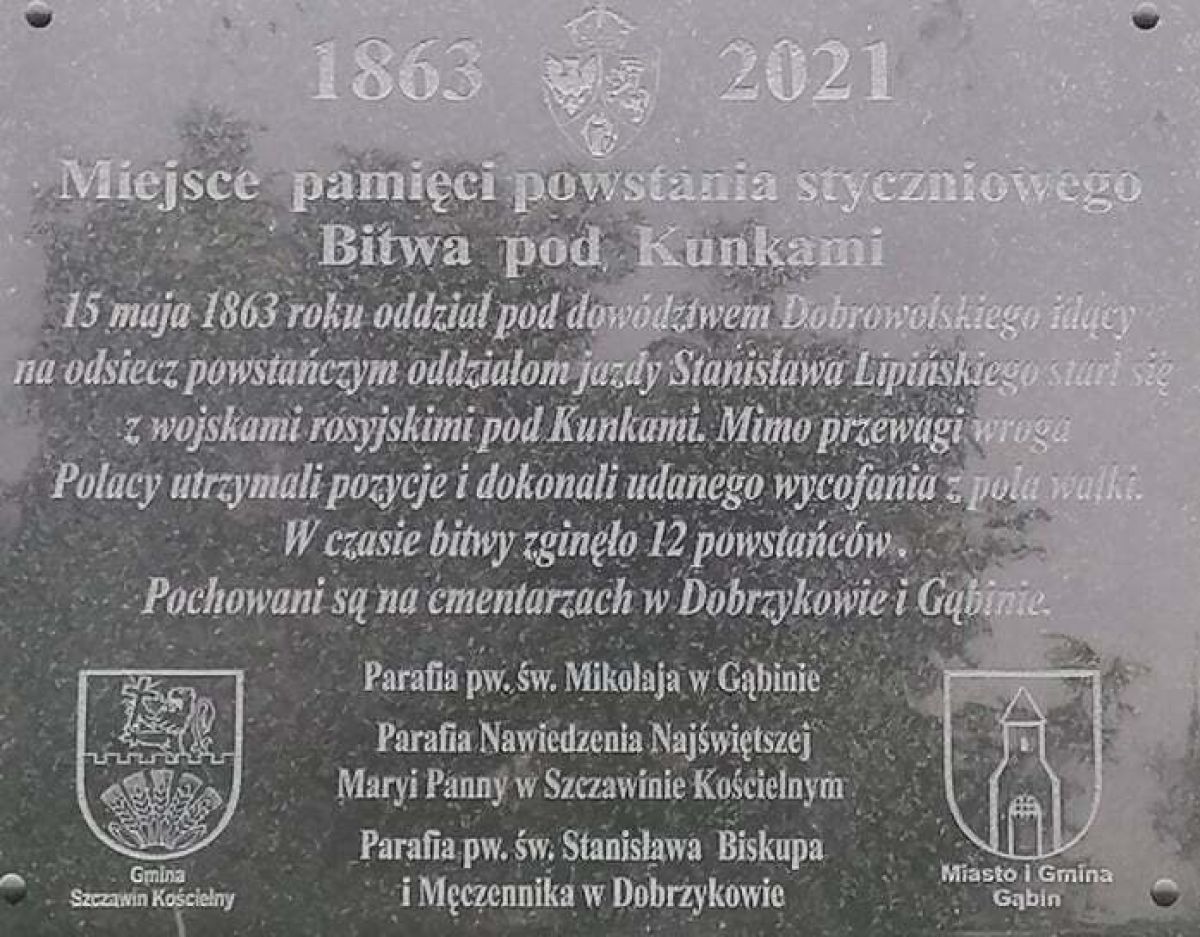 1863 2021
Miejsce pamięci powstania styczniowego
Bitwa pod Kunkami
15 maja 1863 roku oddział pod dowództwem Dobrowolskiego idący
na odsiecz powstańczym oddziałom jazdy Stanisława Lipińskiego starł się
z wojskami rosyjskimi pod Kunkami. Mimo przewagi wroga
Polacy utrzymali pozycje i dokonali udanego wycofania z pola walki.
W czasie bitwy zginęło 12 powstańców .
Pochowani są na cmentarzach w Dobrzykowie i Gąbinie.
Parafia pw. św. Mikołaja w Gąbinie
Parafia Nawiedzenia Najświętszej
Maryi Panny w Szczawinie Kościelnym
Parafia pw. św. Stanisława Biskupa
i Męczennika w Dobrzykowie
Gmina
Szczawin Kościelny
Miasto i Gmina
Gąbin